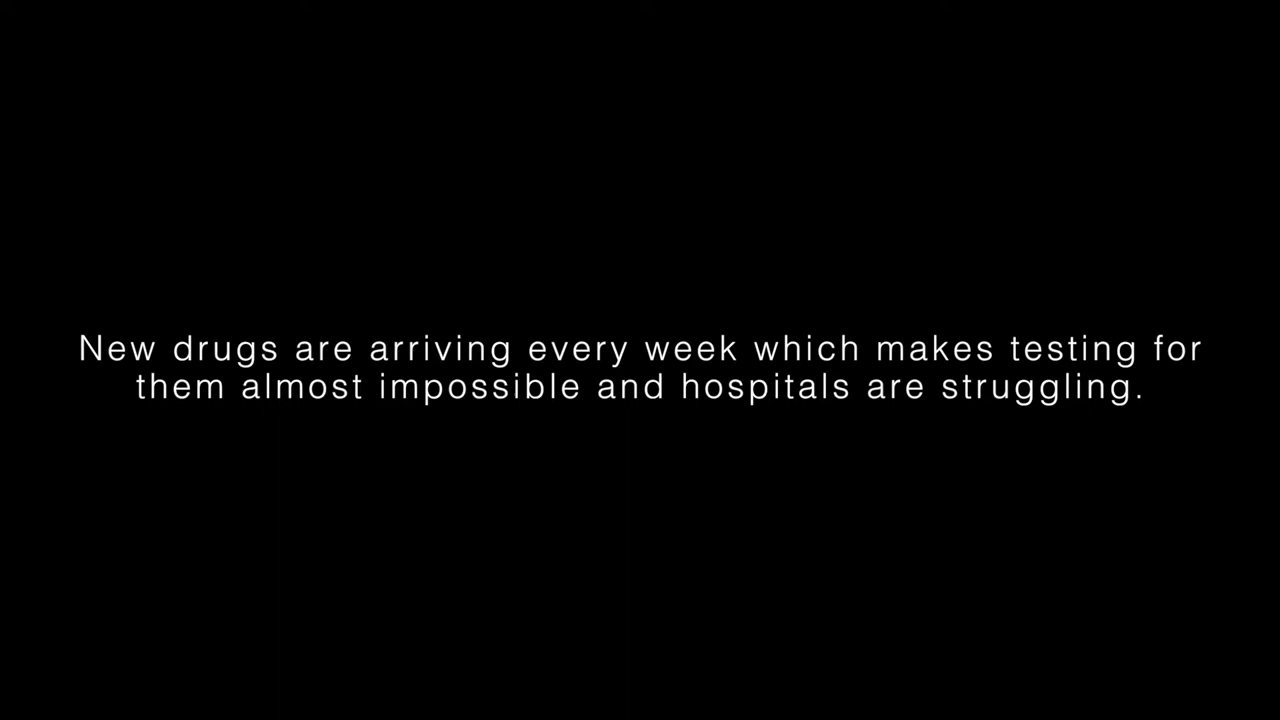 New drugs are arriving every week which makes testing for
them almost impossible and hospitals are struggling.